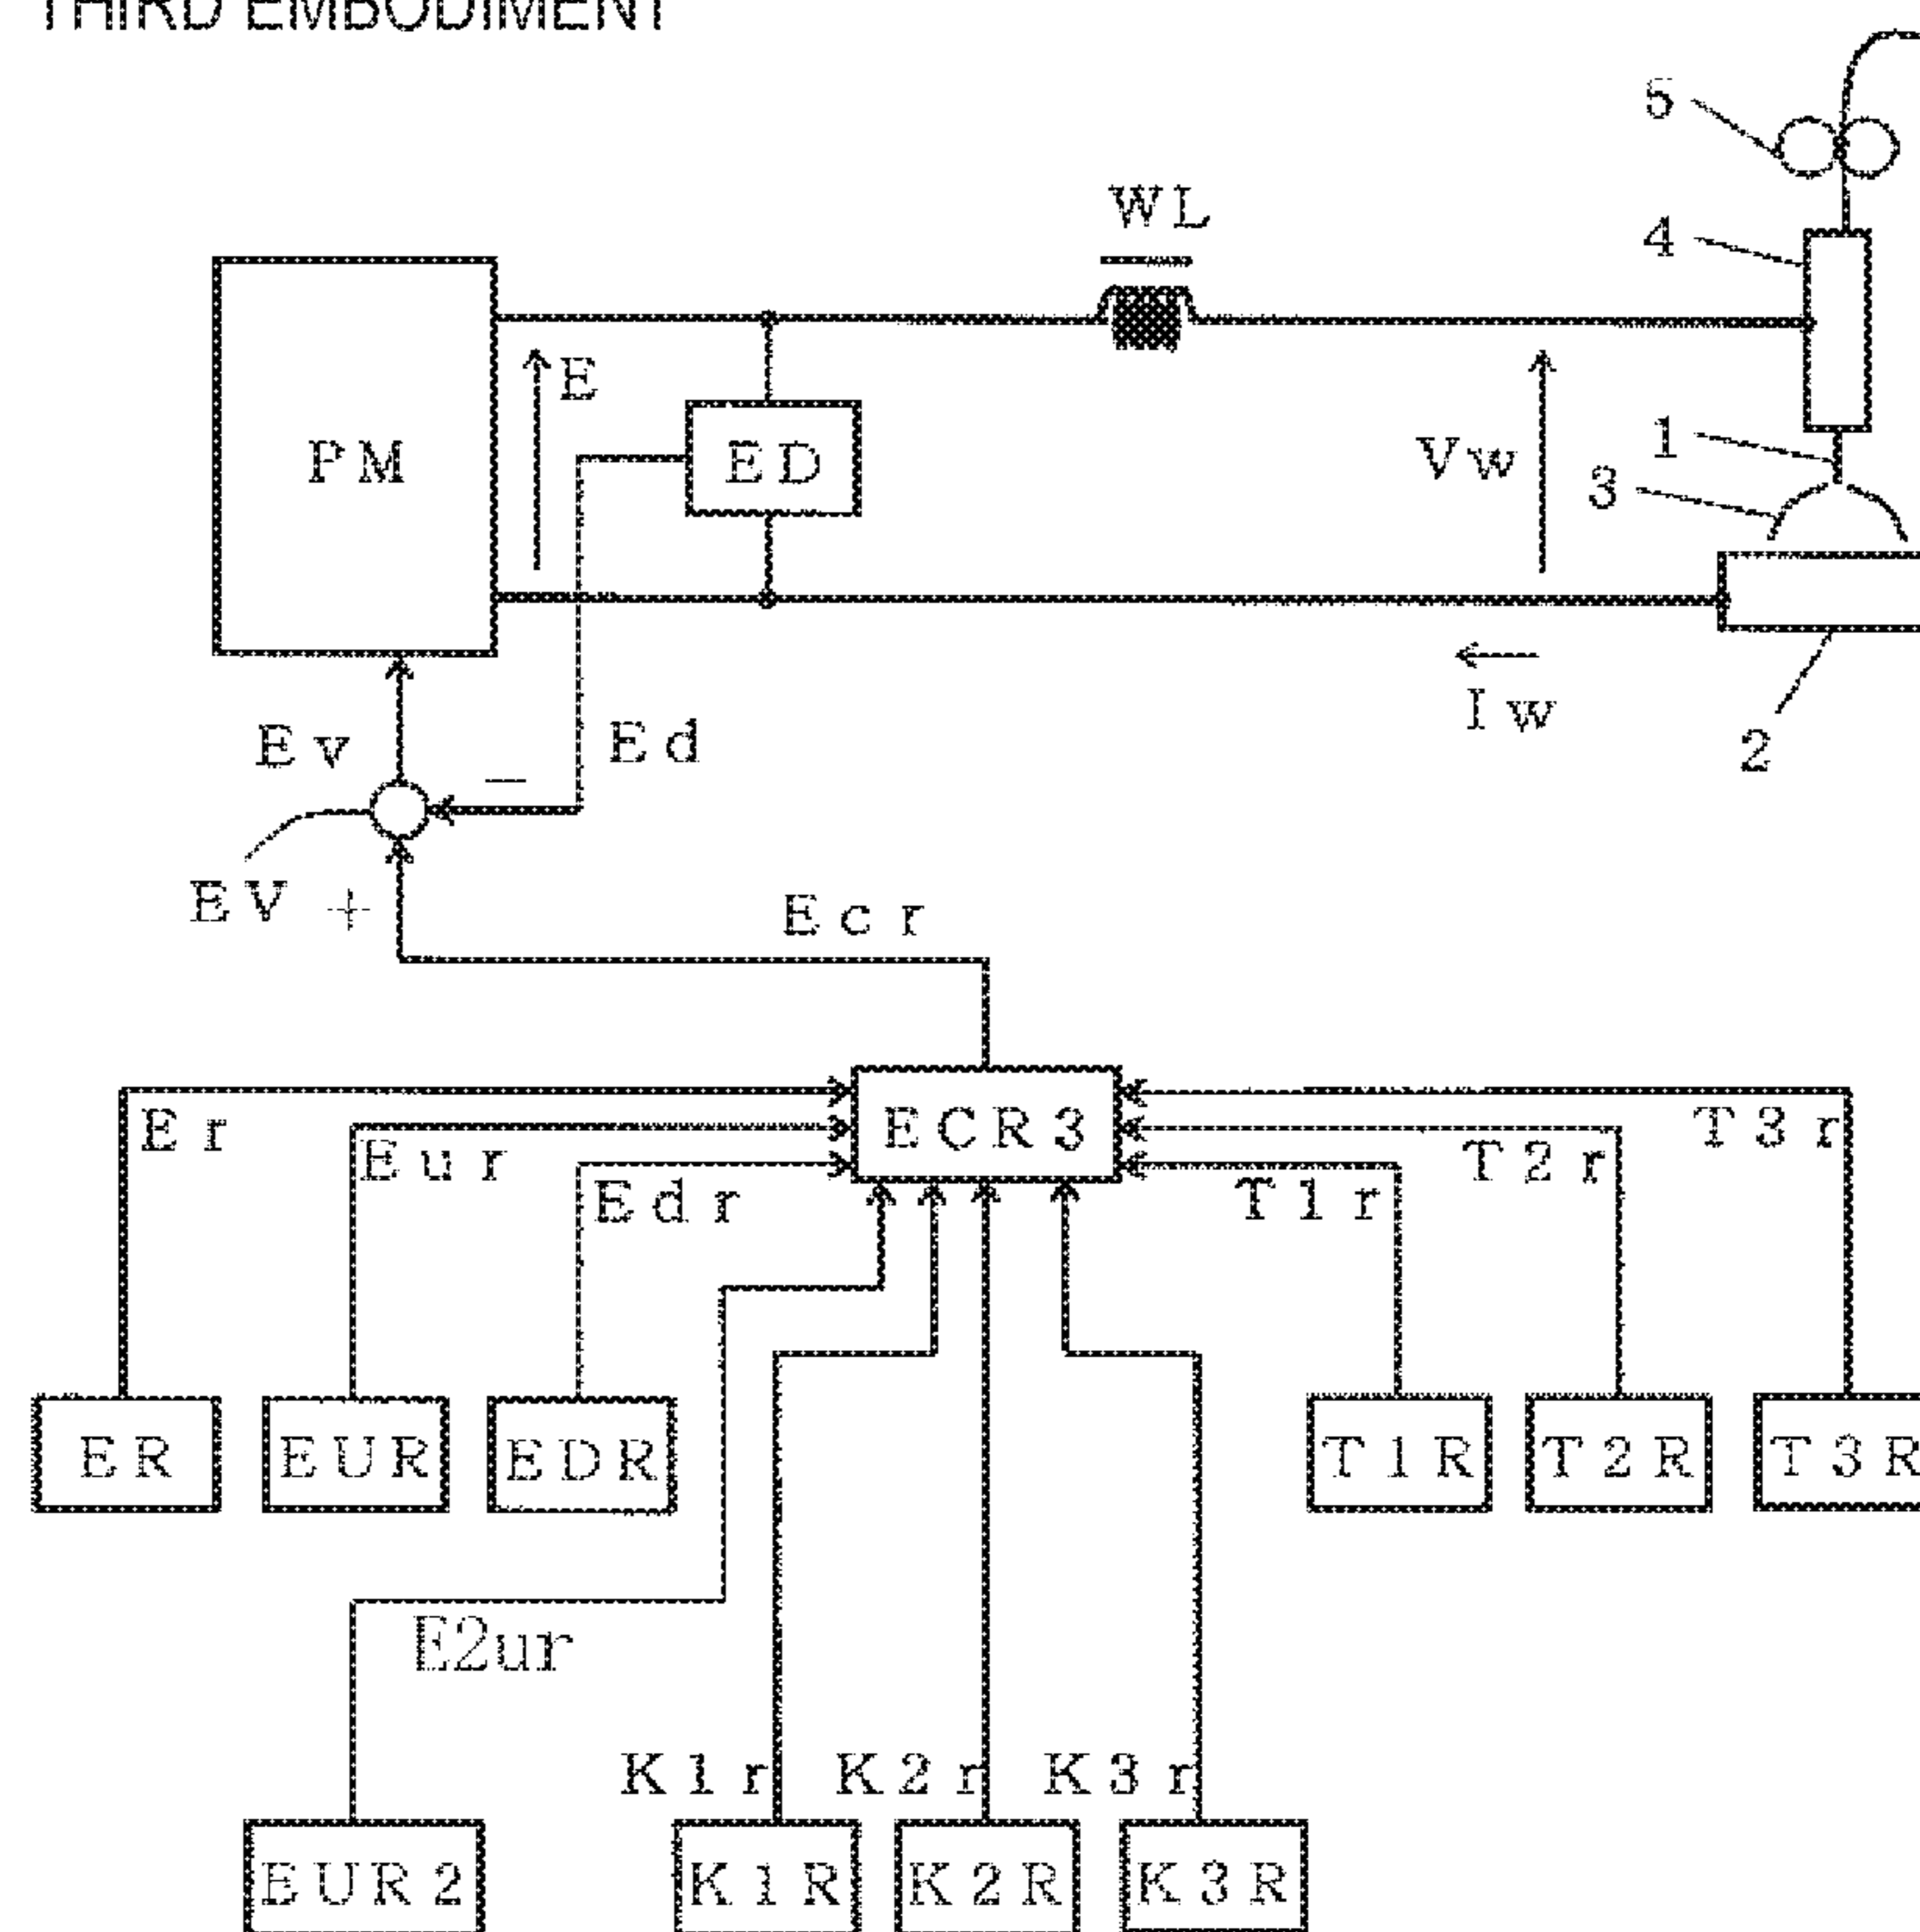 THIRD EMBODIMENT
5
WL
4
E
PM
ED
Vw
1
3
Iw
2
Ev
Ed
−
EV +
Ecr
ECR3
Er
Eur
Edr
T1r
T2r
T3r
ER
EUR
EDR
T1R
T2R
T3R
E2ur
K1r
K2r
K3r
EUR2
K1R
K2R
K3R